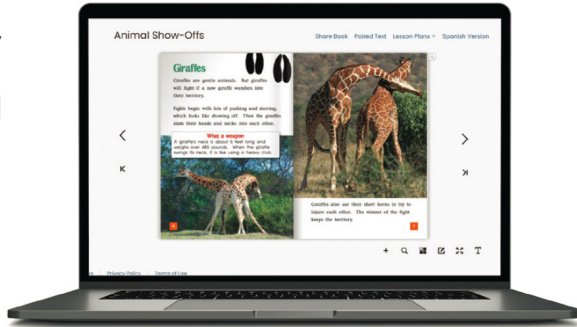 Animal Show-Offs
Share Book Paired Text Lesson Plans Spanish Version
Giraffes
Giraffes are gentle animals. But giraffes
will fight if a new giraffe wanders into
their territory.
Fights begin with lots of pushing and shoving,
which looks like showing off. Then the giraffes
slam their heads and necks into each other.
What a weapon
A giraffe's neck is about 6 feet long and
weighs over 485 pounds. When the giraffe
swings its neck, it is like using a heavy club.
Giraffes also use their short horns to try to
injure each other. The winner of the fight
keeps the territory.
Privacy Policy | Terms of Use